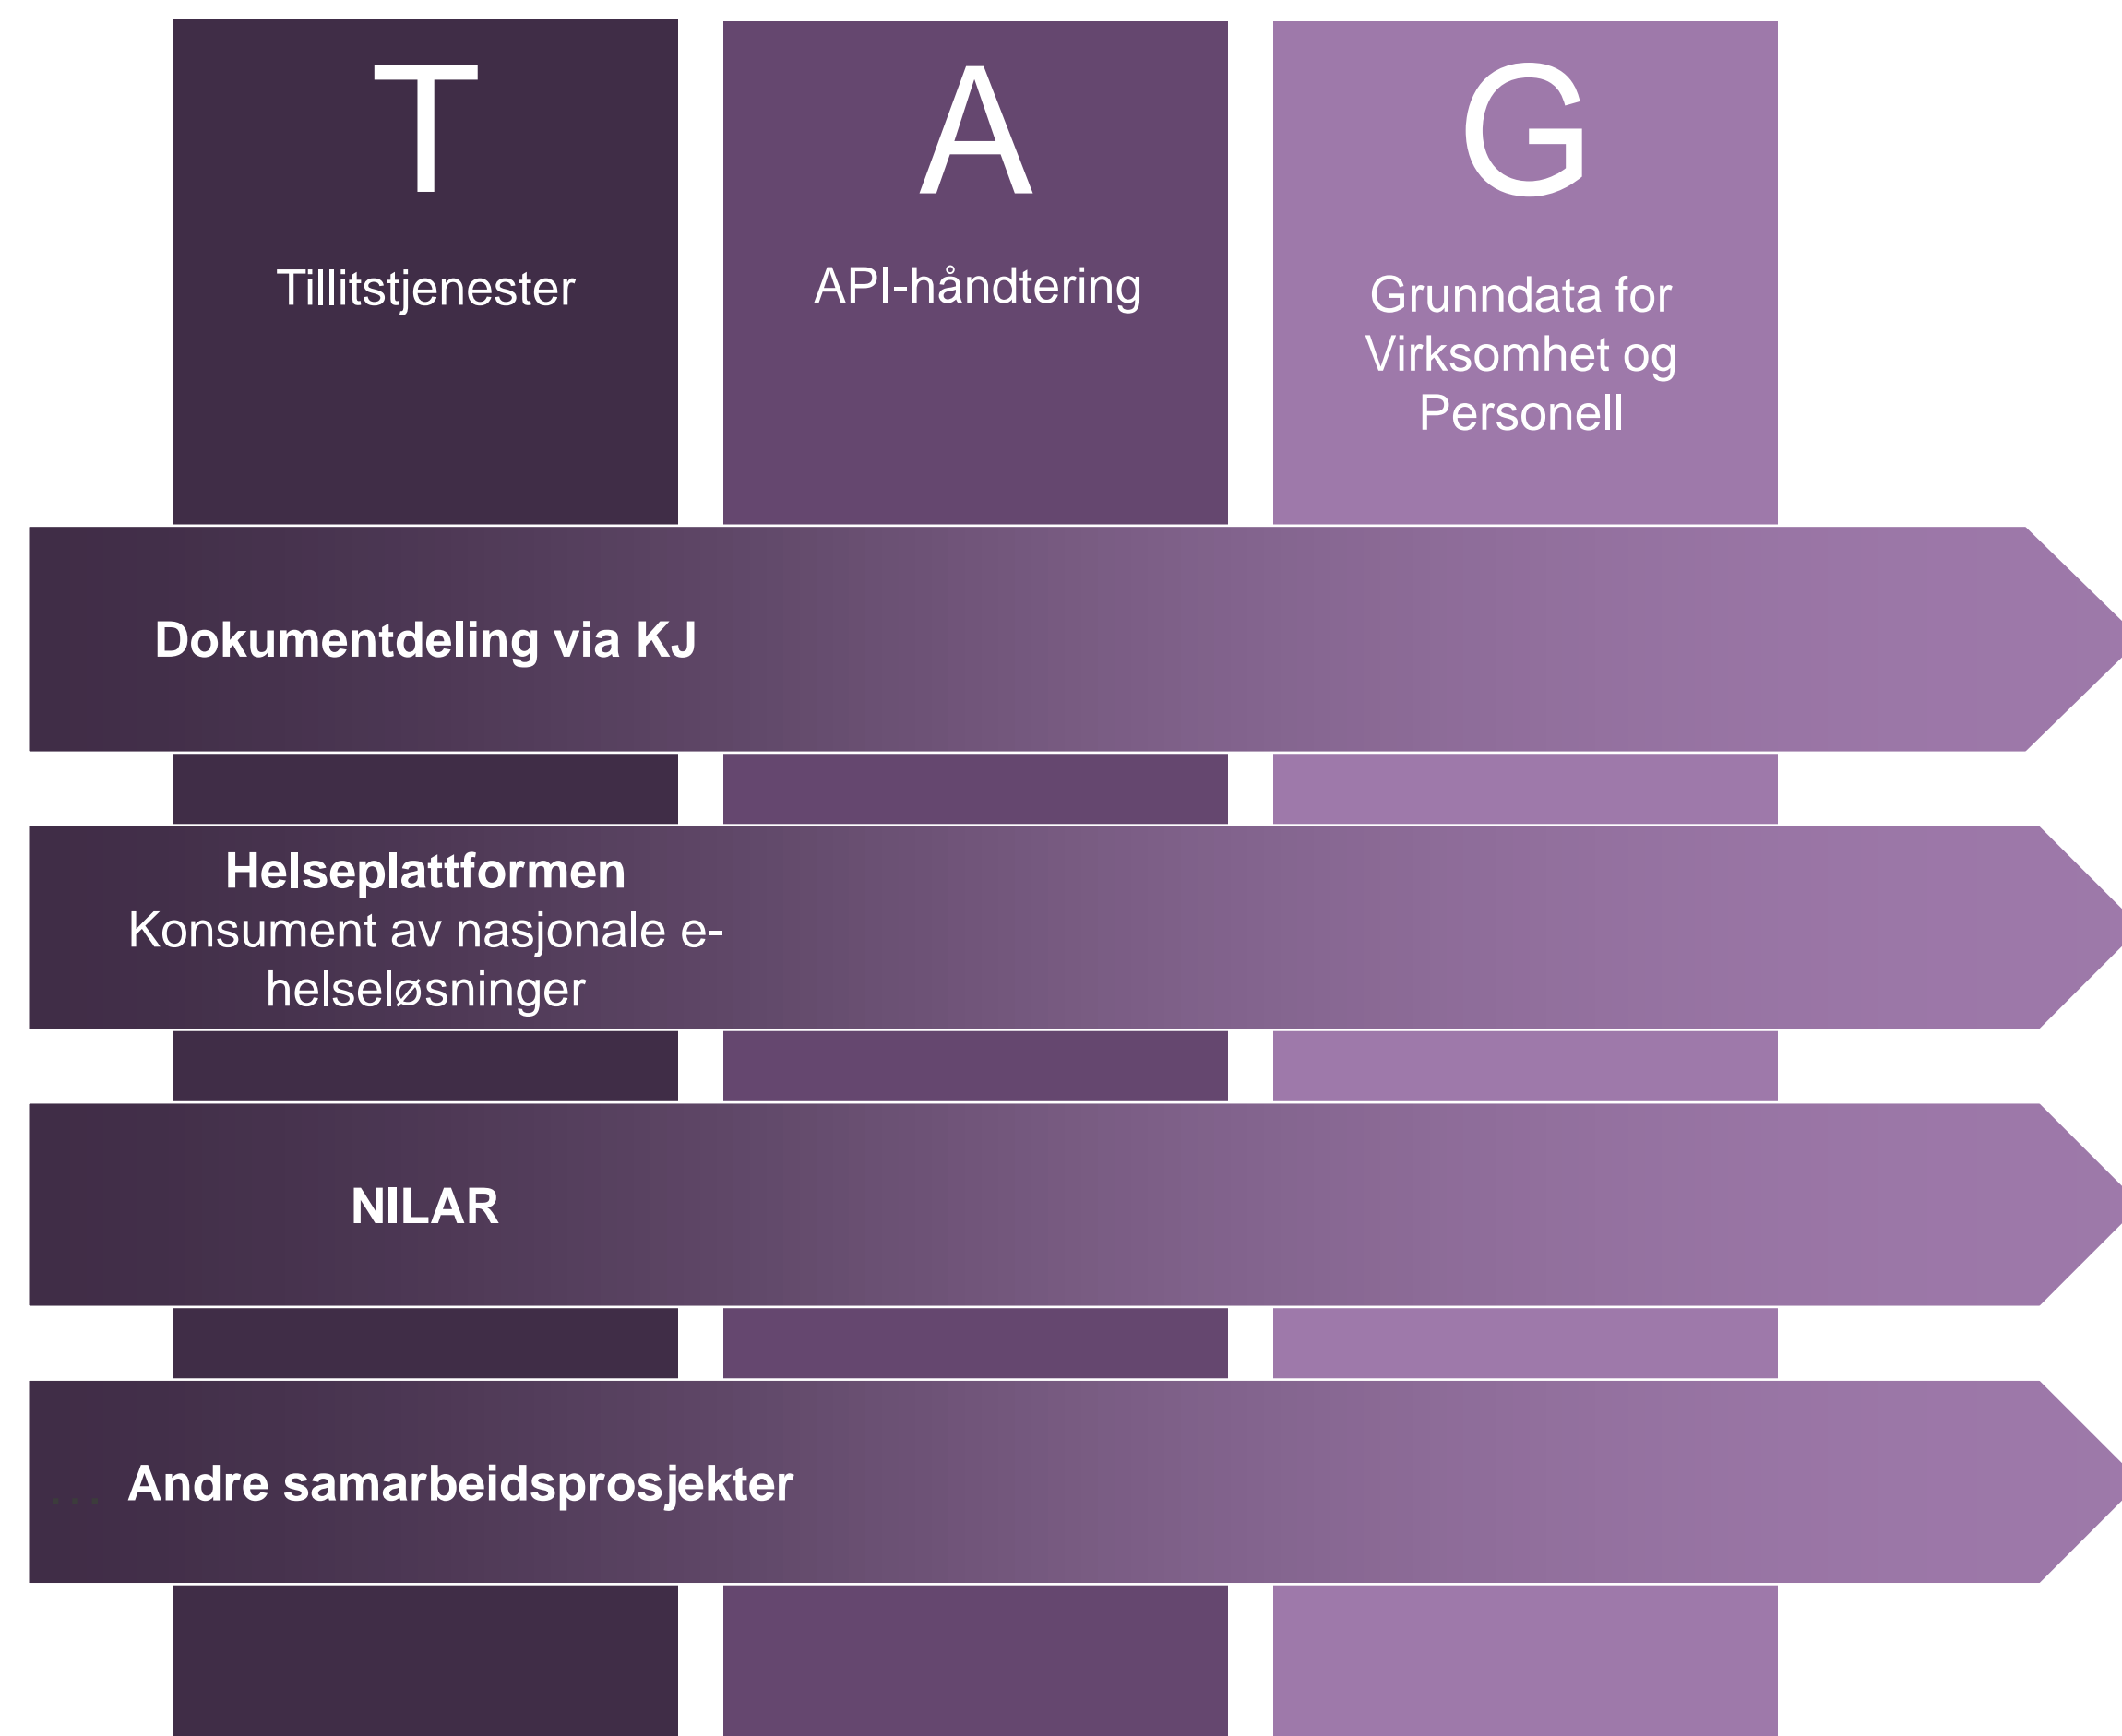 T
A
G
Tillitstjenester
API-håndtering
Grunndata for
Virksomhet og
Personell
Dokumentdeling via KJ
Helseplattformen
Konsument av nasjonale e-
helseløsninger
NILAR
... Andre samarbeidsprosjekter